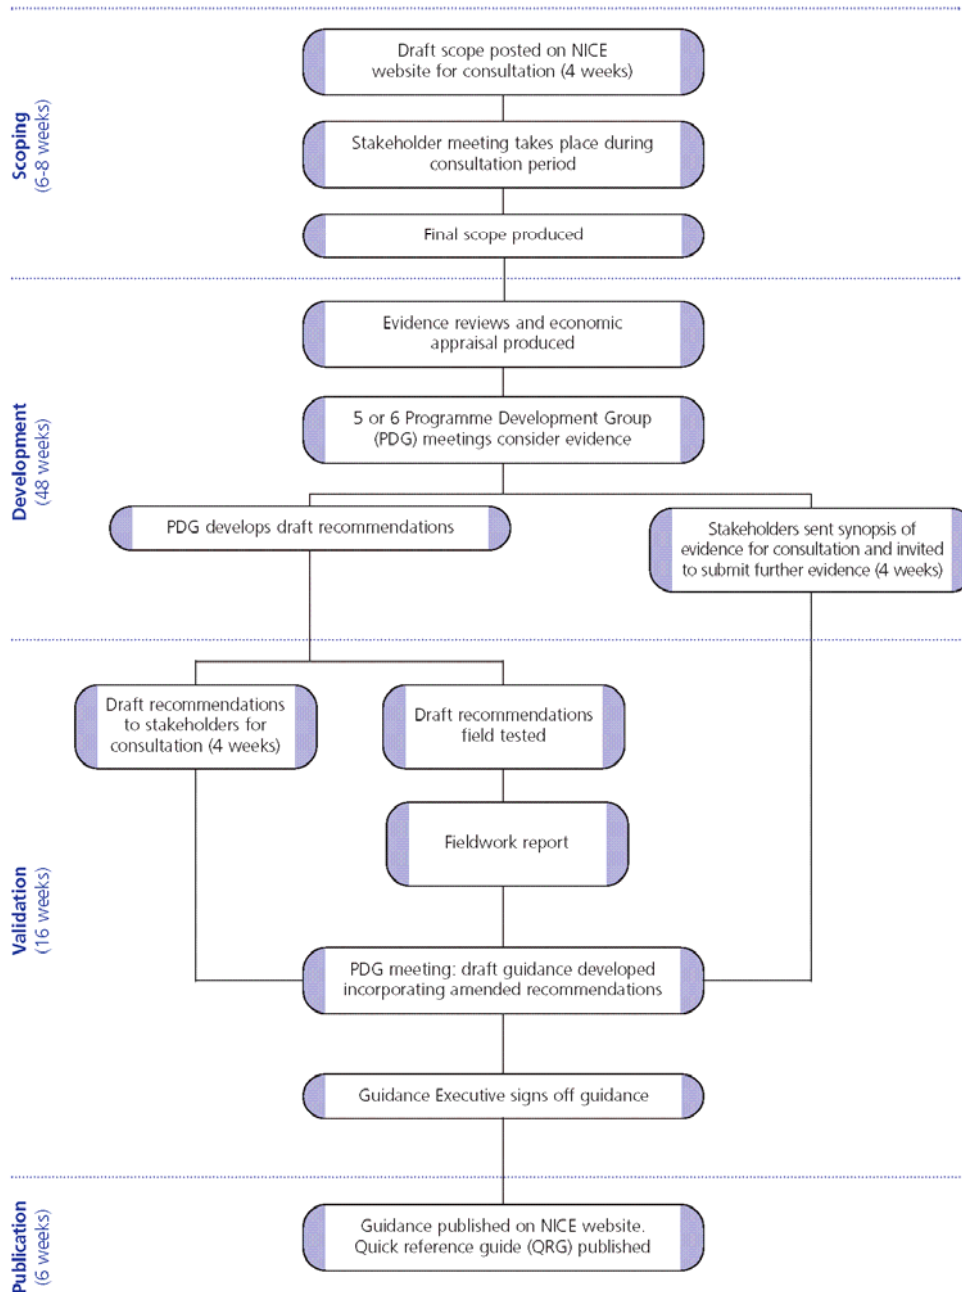 Scoping
(6-8 weeks)
Draft scope posted on NICE
website for consultation (4 weeks)
Stakeholder meeting takes place during
consultation period
Final scope produced
Development
(48 weeks)
Evidence reviews and economic
appraisal produced
5 or 6 Programme Development Group
(PDG) meetings consider evidence
PDG develops draft recommendations
Stakeholders sent synopsis of
evidence for consultation and invited
to submit further evidence (4 weeks)
Validation
(16 weeks)
Draft recommendations
to stakeholders for
consultation (4 weeks)
Draft recommendations
field tested
Fieldwork report
PDG meeting: draft guidance developed
incorporating amended recommendations
Guidance Executive signs off guidance
Publication
(6 weeks)
Guidance published on NICE website.
Quick reference guide (QRG) published